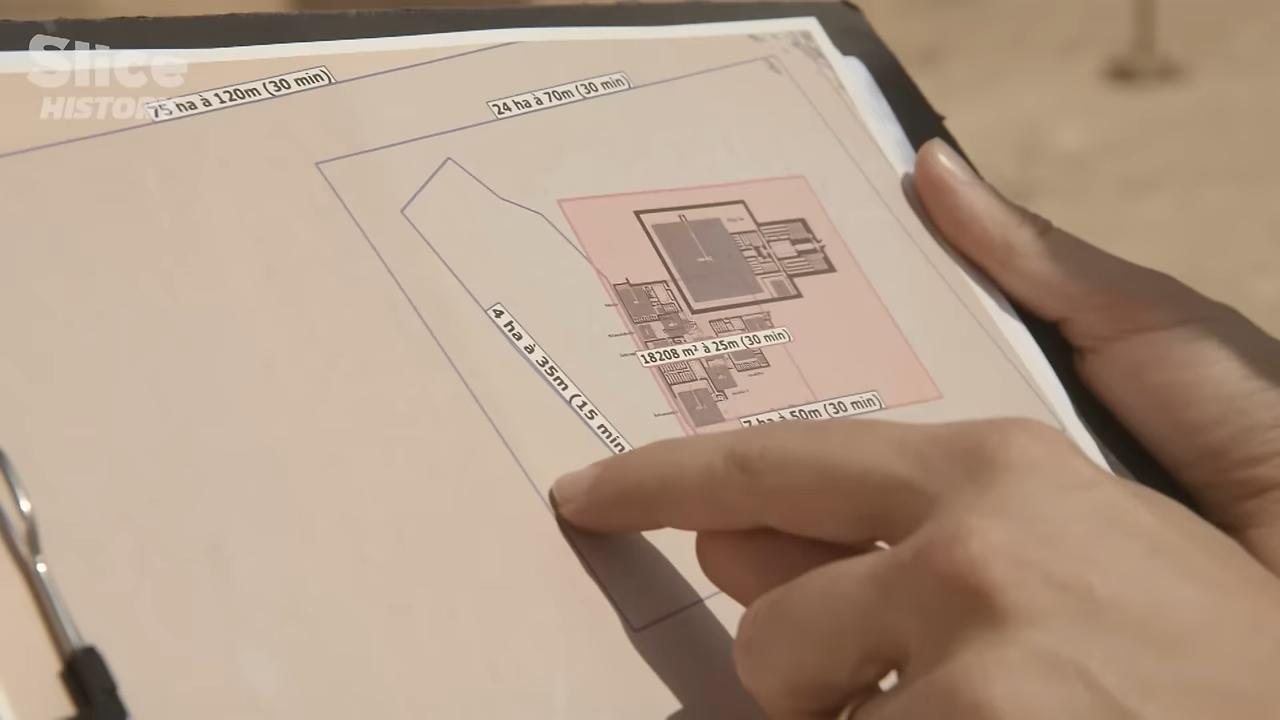 Slice
HISTORY
75 ha à 120m (30 min)
24 ha à 70m (30 min)
4 ha à 35m (15 min)
18208 m² à 25m (30 min)
7 ha à 50m (30 min)